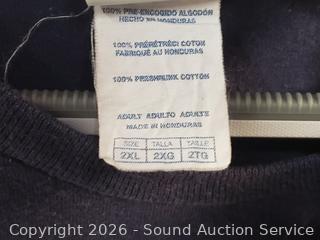 100% PRE-ENCOGIDO ALGODÓN
HECHO EN HONDURAS
100% PRÉRÉTRÉCI COTON
FABRIQUÉ AU HONDURAS
100% PRESHRUNK COTTON
ADULT ADULTO ADULTE
MADE IN HONDURAS
SIZE TALLA TAILLE
2XL 2XG 2TG
Copyright 2026 - Sound Auction Service